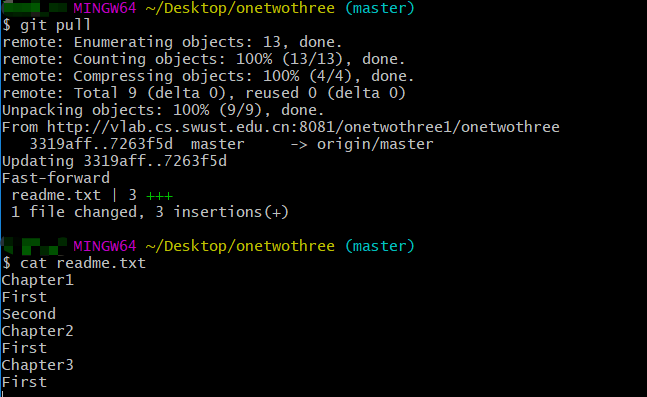 MINGW64 ~/Desktop/onetwothree (master)
$ git pull
remote: Enumerating objects: 13, done.
remote: Counting objects: 100% (13/13), done.
remote: Compressing objects: 100% (4/4), done.
remote: Total 9 (delta 0), reused 0 (delta 0)
Unpacking objects: 100% (9/9), done.
From http://vlab.cs.swust.edu.cn:8081/onetwothree1/onetwothree
   3319aff..7263f5d  master     -> origin/master
Updating 3319aff..7263f5d
Fast-forward
 readme.txt | 3 +++
 1 file changed, 3 insertions(+)
MINGW64 ~/Desktop/onetwothree (master)
$ cat readme.txt
Chapter1
First
Second
Chapter2
First
Chapter3
First